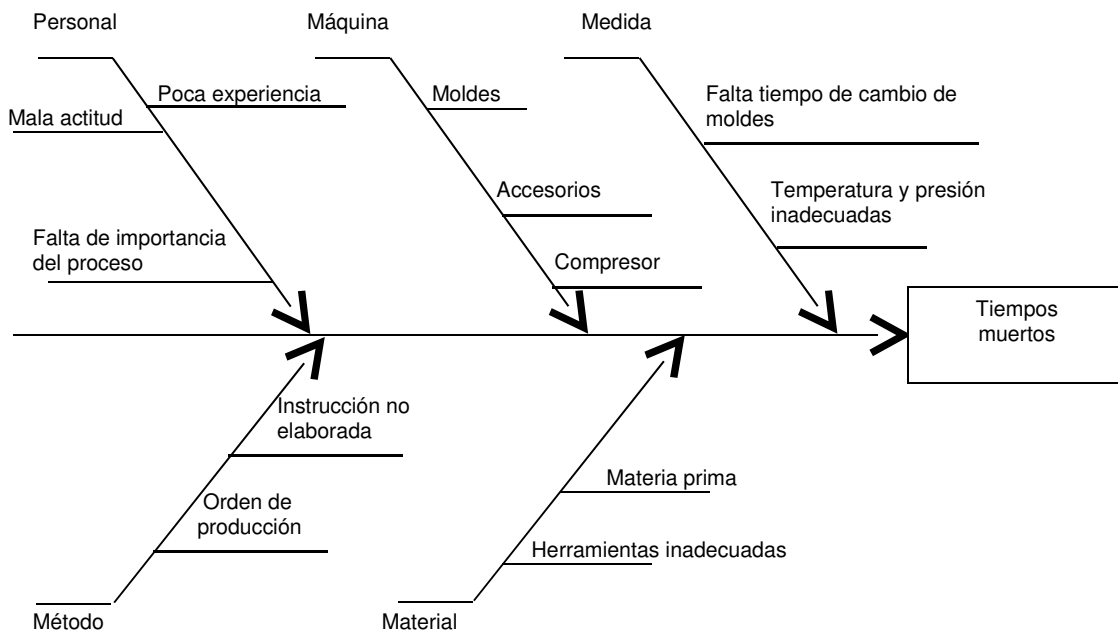 Personal
Máquina
Medida
Poca experiencia
Mala actitud
Falta de importancia
del proceso
Moldes
Accesorios
Compresor
Falta tiempo de cambio de
moldes
Temperatura y presión
inadecuadas
Tiempos
muertos
Instrucción no
elaborada
Orden de
producción
Método
Materia prima
Herramientas inadecuadas
Material